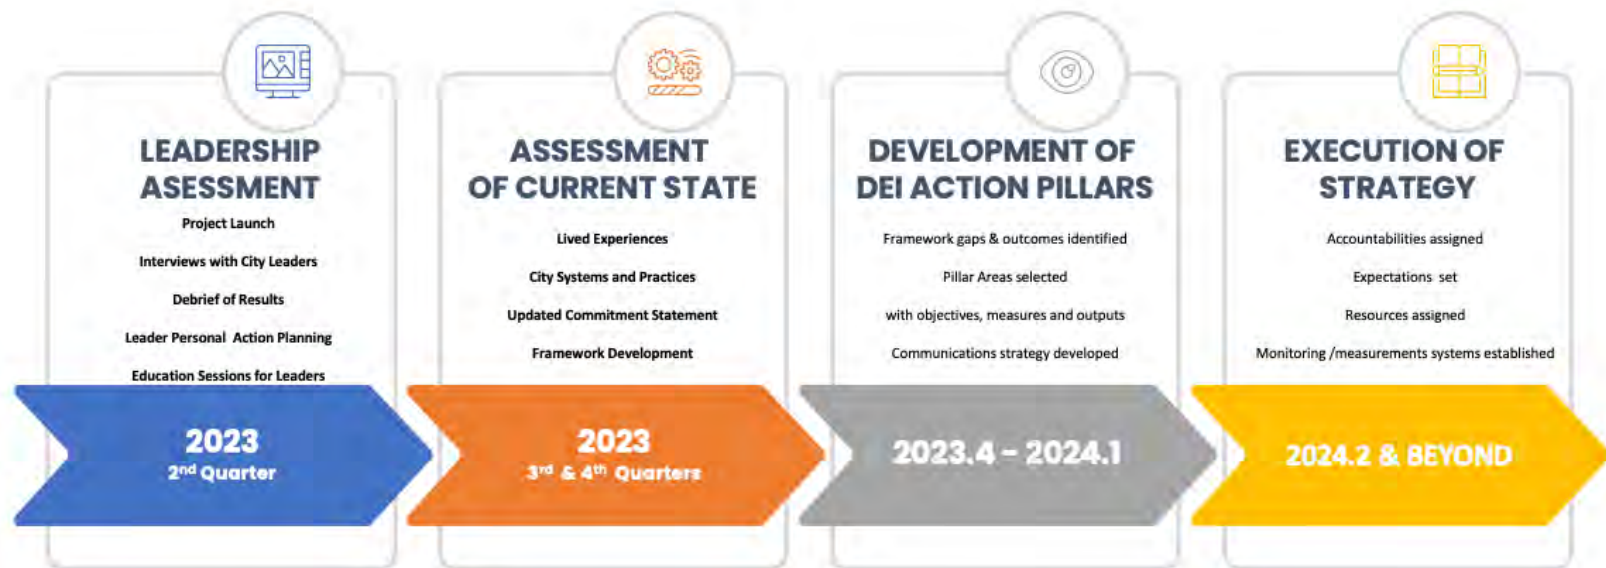 LEADERSHIP
ASESSMENT
Project Launch
Interviews with City Leaders
Debrief of Results
Leader Personal Action Planning
Education Sessions for Leaders
2023
2nd Quarter
ASSESSMENT
OF CURRENT STATE
Lived Experiences
City Systems and Practices
Updated Commitment Statement
Framework Development
2023
3rd & 4th Quarters
DEVELOPMENT OF
DEI ACTION PILLARS
Framework gaps & outcomes identified
Pillar Areas selected
with objectives, measures and outputs
Communications strategy developed
2023.4 – 2024.1
EXECUTION OF
STRATEGY
Accountabilities assigned
Expectations set
Resources assigned
Monitoring /measurements systems established
2024.2 & BEYOND